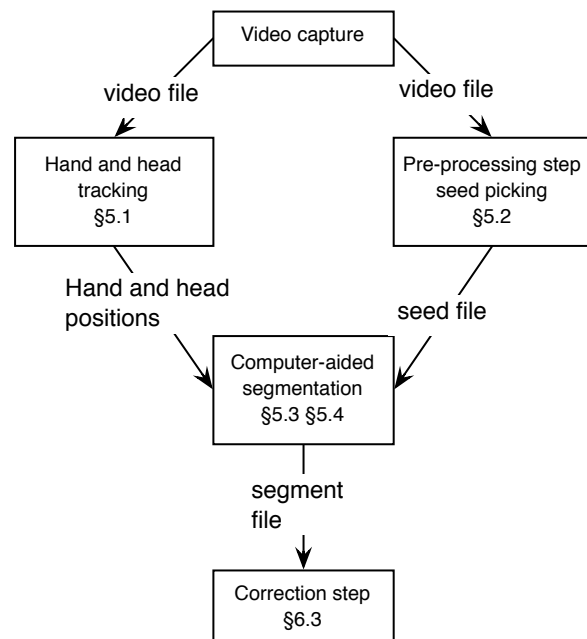 Video capture
video file
video file
Hand and head
tracking
§5.1
Pre-processing step
seed picking
§5.2
Hand and head
positions
seed file
Computer-aided
segmentation
§5.3 §5.4
segment
file
Correction step
§6.3